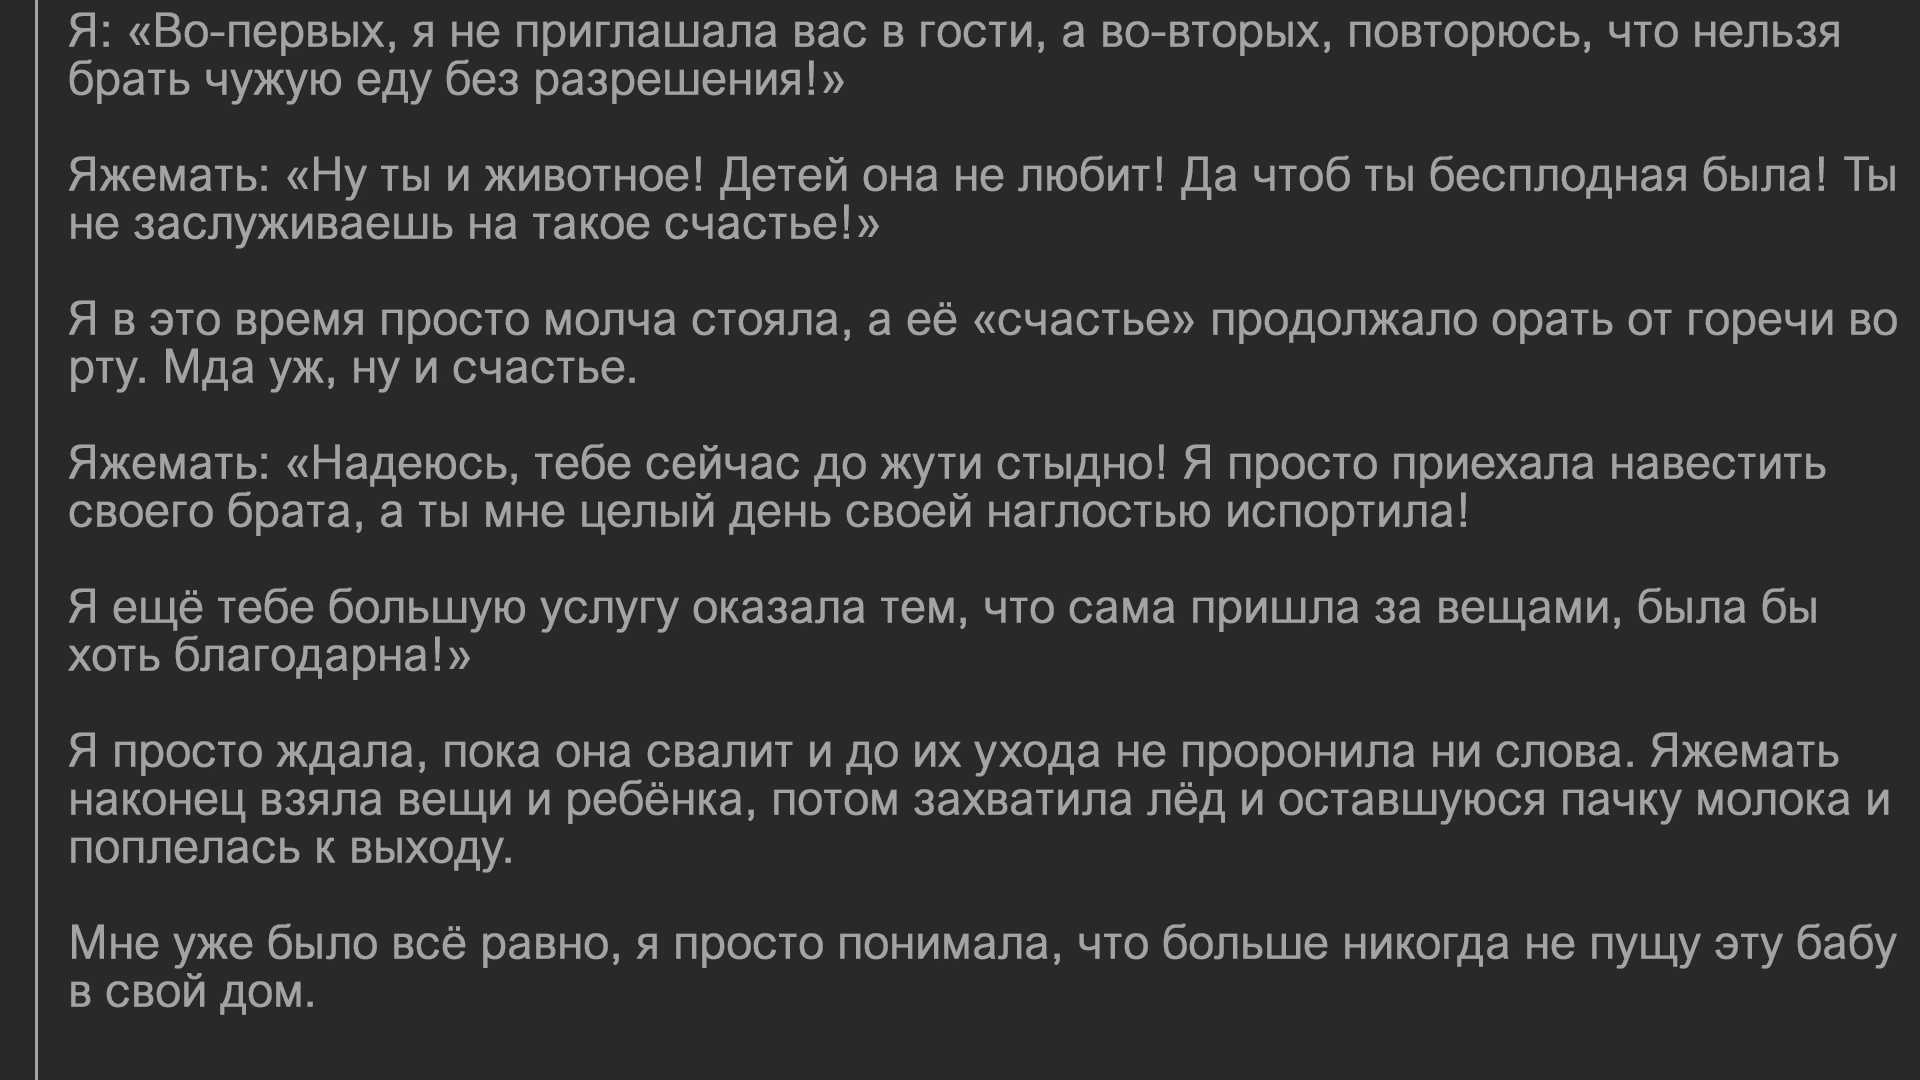 Я: «Во-первых, я не приглашала вас в гости, а во-вторых, повторюсь, что нельзя
брать чужую еду без разрешения!»
Яжемать: «Ну ты и животное! Детей она не любит! Да чтоб ты бесплодная была! Ты
не заслуживаешь на такое счастье!»
Я в это время просто молча стояла, а её «счастье» продолжало орать от горечи во
рту. Мда уж, ну и счастье.
Яжемать: «Надеюсь, тебе сейчас до жути стыдно! Я просто приехала навестить
своего брата, а ты мне целый день своей наглостью испортила!
Я ещё тебе большую услугу оказала тем, что сама пришла за вещами, была бы
хоть благодарна!»
Я просто ждала, пока она свалит и до их ухода не проронила ни слова. Яжемать
наконец взяла вещи и ребёнка, потом захватила лёд и оставшуюся пачку молока и
поплелась к выходу.
Мне уже было всё равно, я просто понимала, что больше никогда не пущу эту бабу
в свой дом.